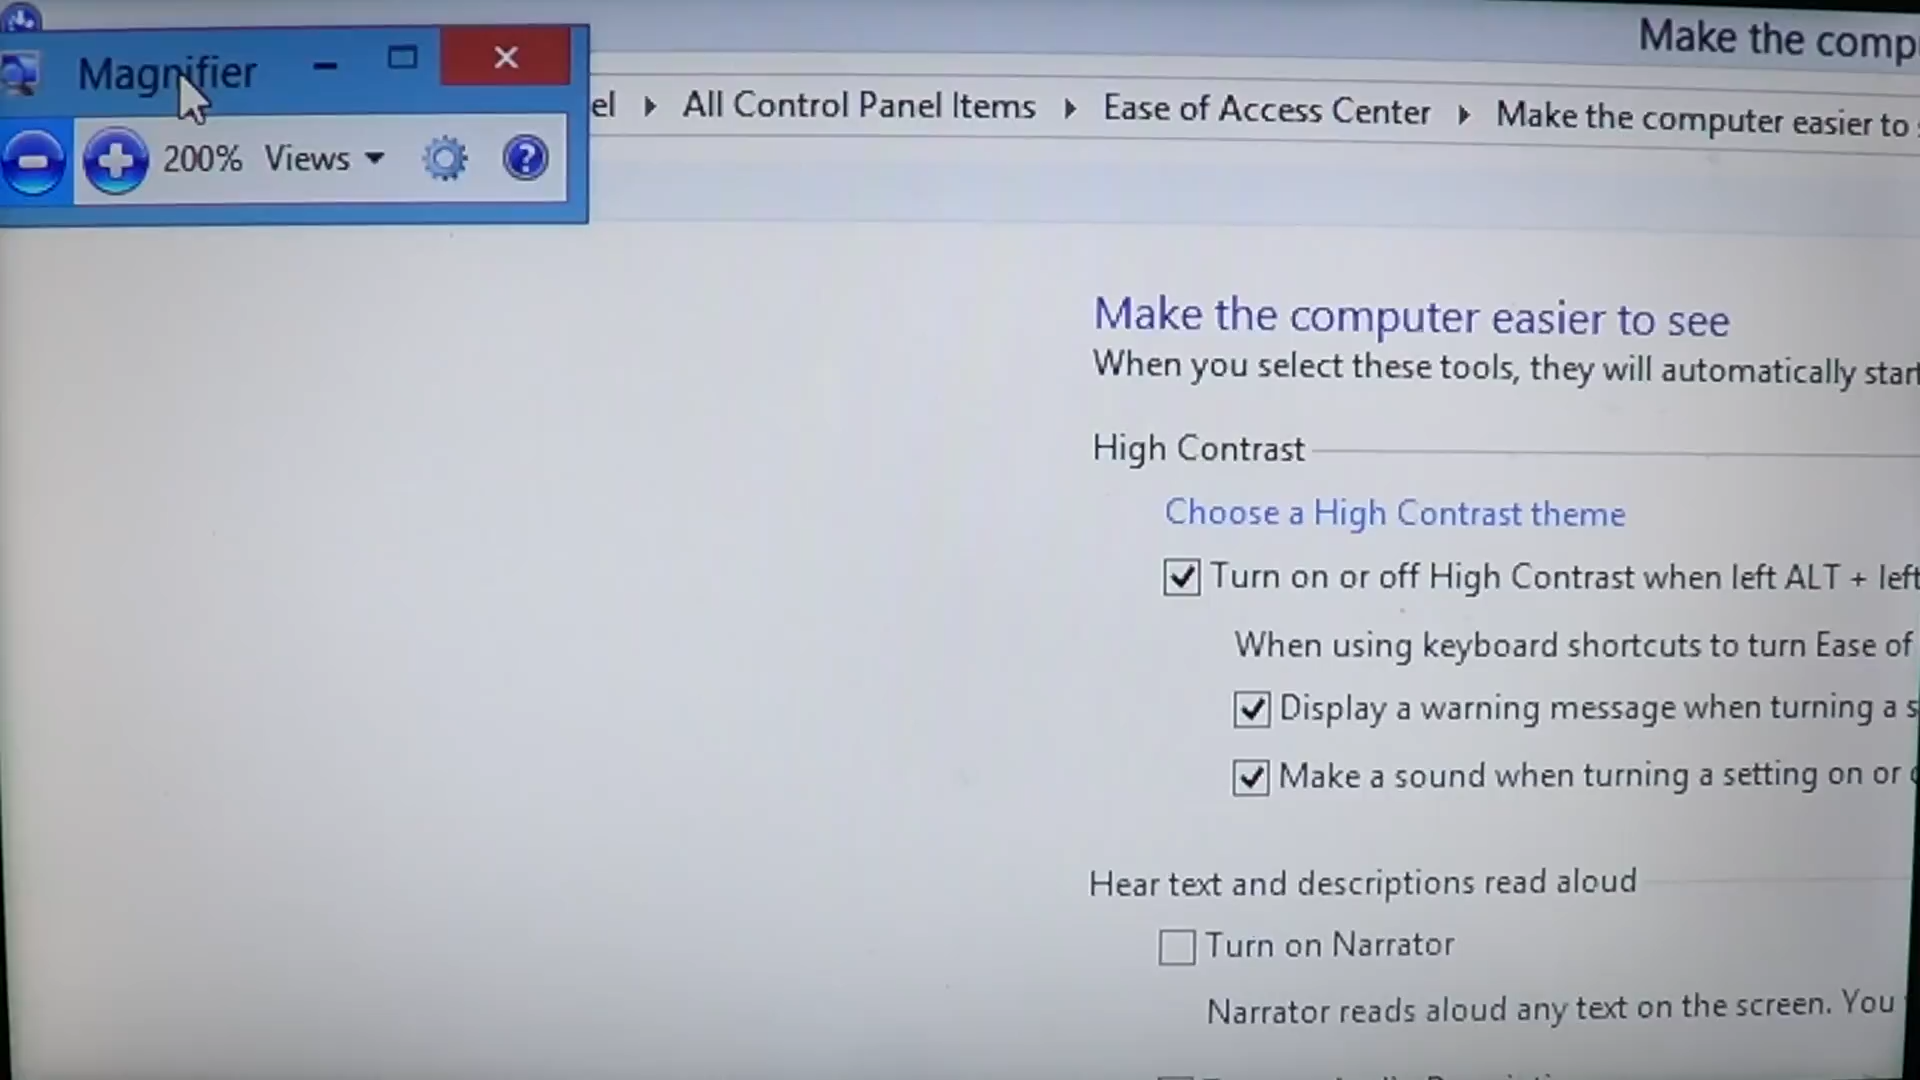 Make the comp
Magnifier
el ▸ All Control Panel Items ▸ Ease of Access Center ▸ Make the computer easier to
200% Views
Make the computer easier to see
When you select these tools, they will automatically start
High Contrast
Choose a High Contrast theme
Turn on or off High Contrast when left ALT + left
When using keyboard shortcuts to turn Ease of
Display a warning message when turning a s
Make a sound when turning a setting on or
Hear text and descriptions read aloud
Turn on Narrator
Narrator reads aloud any text on the screen. You